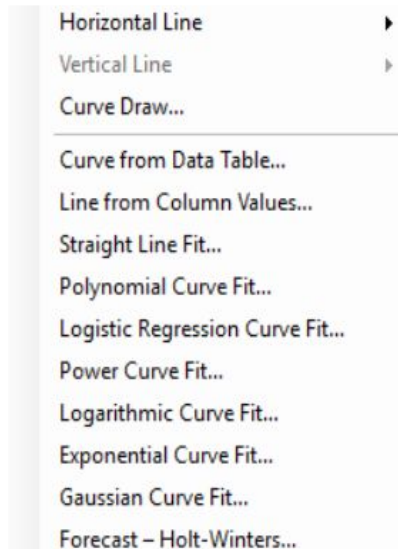 Horizontal Line
Vertical Line
Curve Draw...
Curve from Data Table...
Line from Column Values...
Straight Line Fit...
Polynomial Curve Fit...
Logistic Regression Curve Fit...
Power Curve Fit...
Logarithmic Curve Fit...
Exponential Curve Fit...
Gaussian Curve Fit...
Forecast – Holt-Winters...